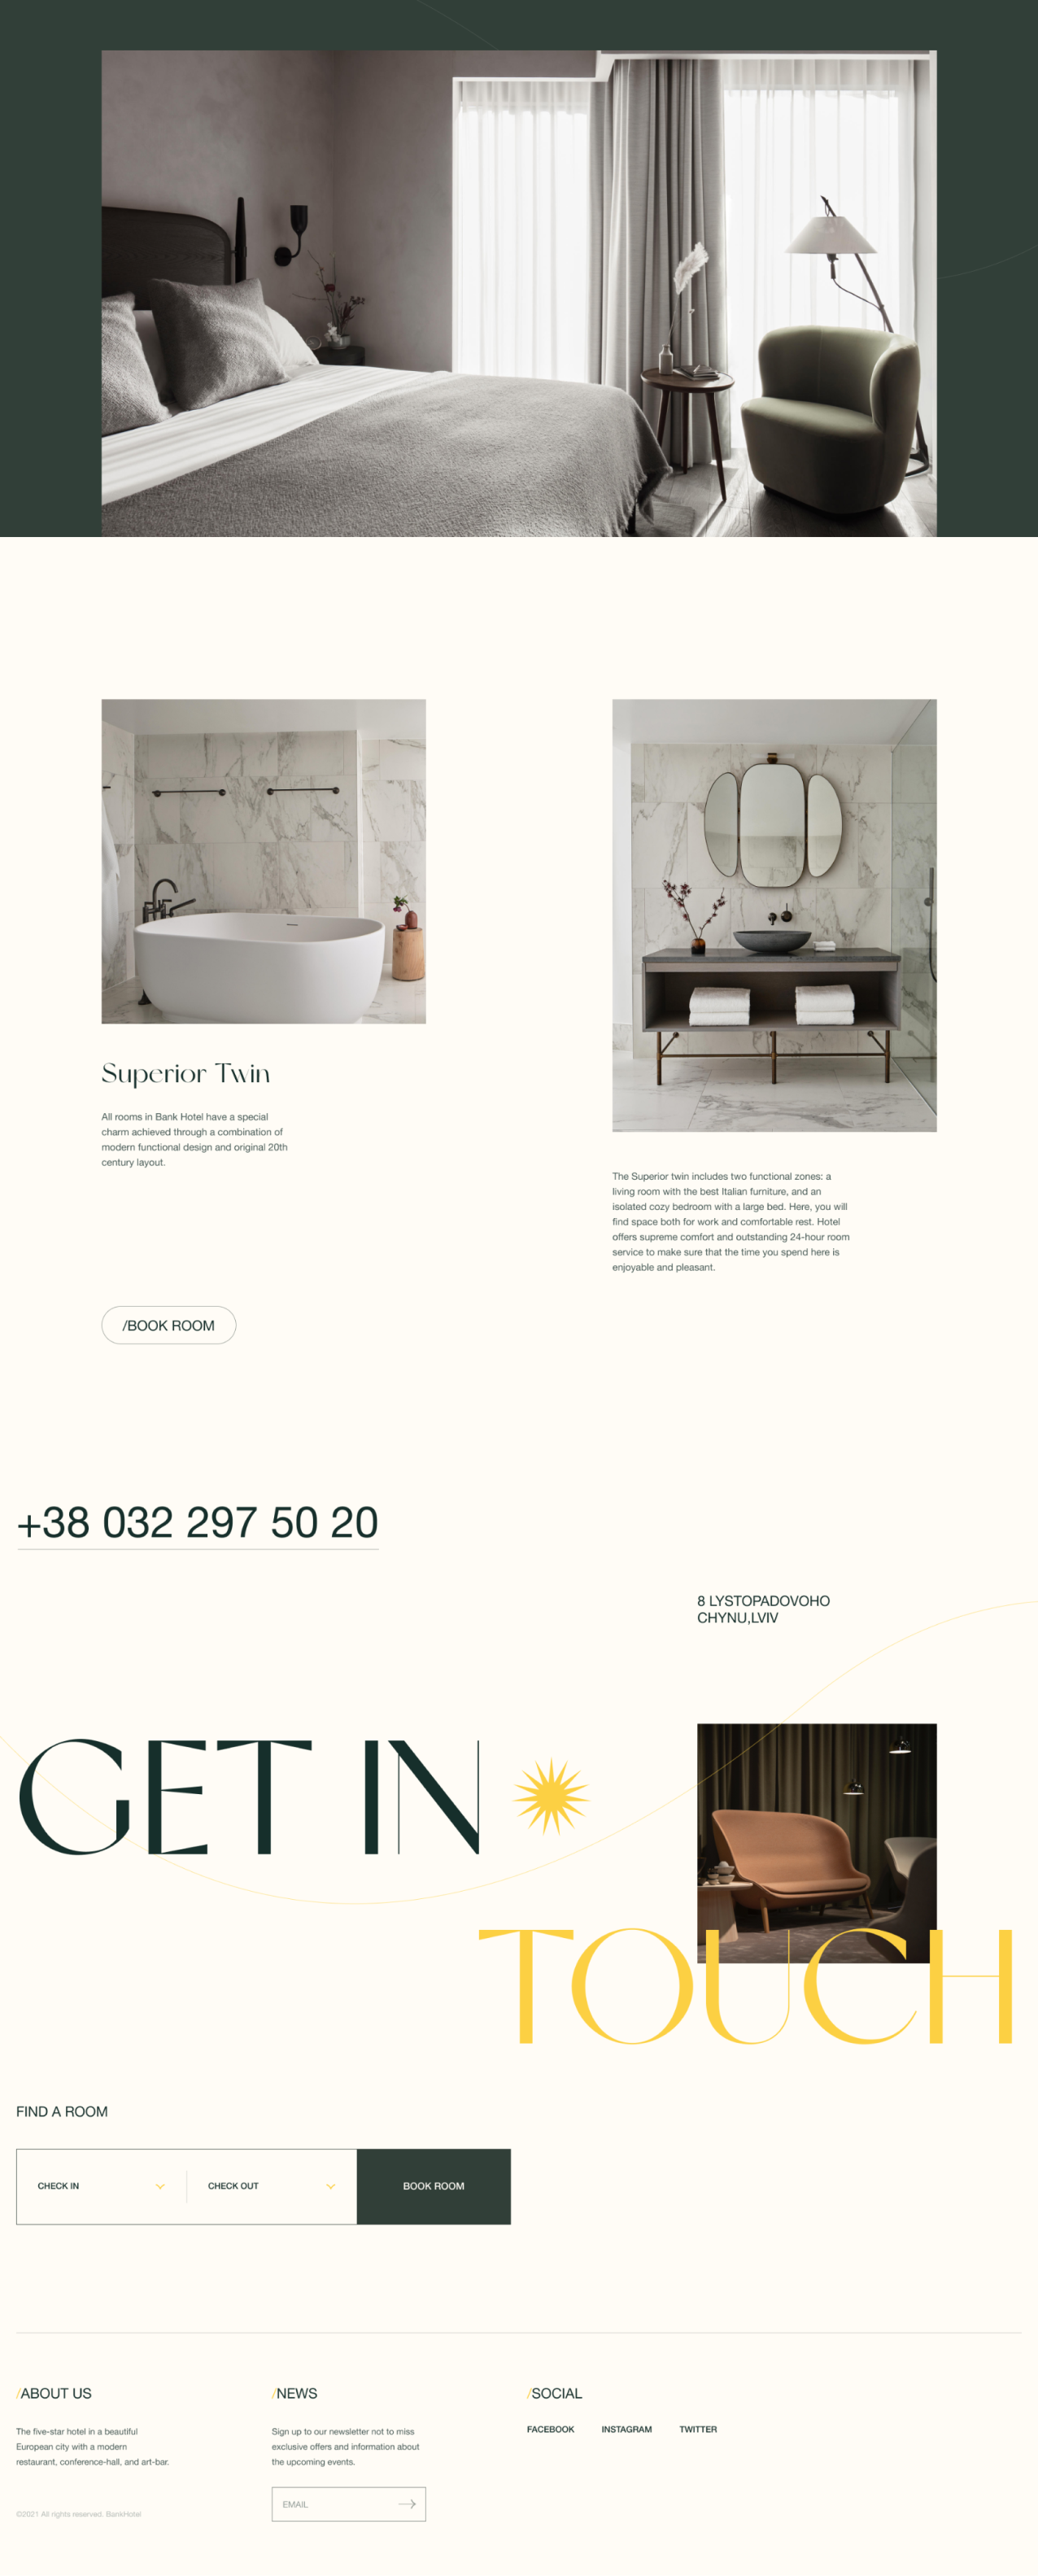 Superior Twin
All rooms in Bank Hotel have a special
charm achieved through a combination of
modern functional design and original 20th
century layout.
The Superior twin includes two functional zones: a
living room with the best Italian furniture, and an
isolated cozy bedroom with a large bed. Here, you will
find space both for work and comfortable rest. Hotel
offers supreme comfort and outstanding 24-hour room
service to make sure that the time you spend here is
enjoyable and pleasant.
/BOOK ROOM
+38 032 297 50 20
8 LYSTOPADOVOHO
CHYNU,LVIV
GET IN
TOUCH
FIND A ROOM
CHECK IN
CHECK OUT
BOOK ROOM
/ABOUT US
The five-star hotel in a beautiful
European city with a modern
restaurant, conference-hall, and art-bar.
©2021 All rights reserved. BankHotel
/NEWS
Sign up to our newsletter not to miss
exclusive offers and information about
the upcoming events.
EMAIL
/SOCIAL
FACEBOOK
INSTAGRAM
TWITTER